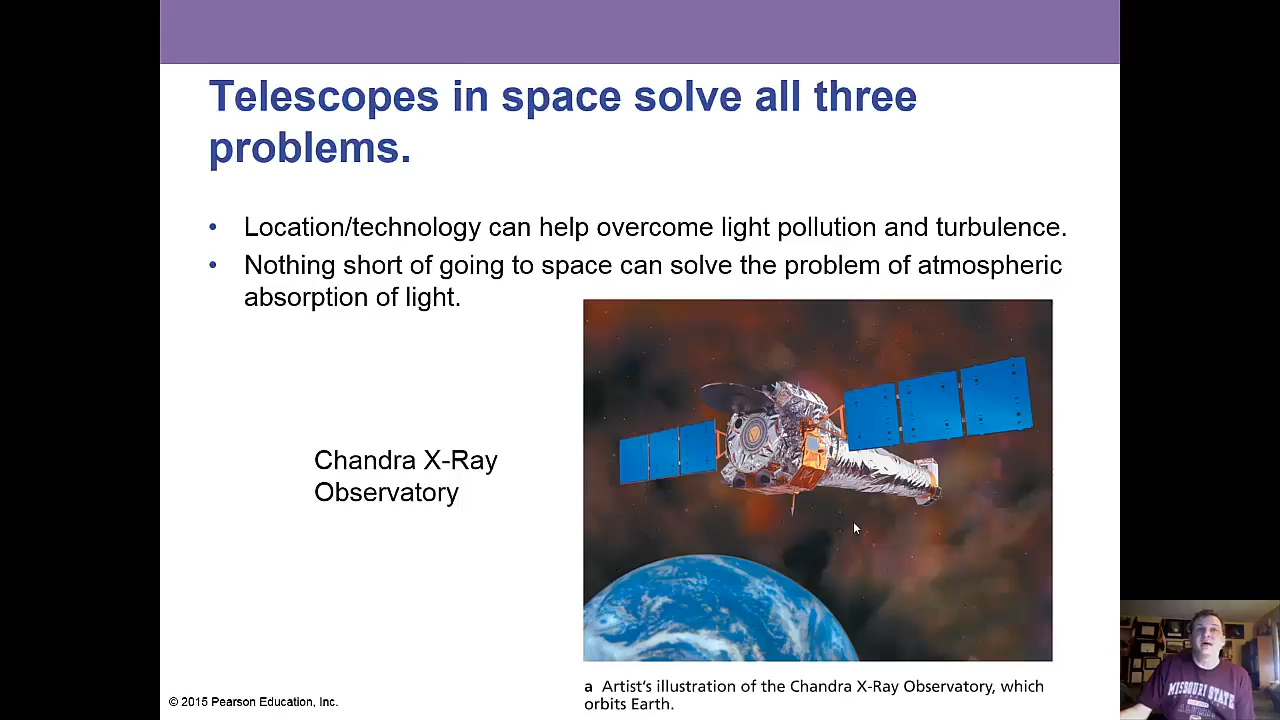 Telescopes in space solve all three
problems.
• Location/technology can help overcome light pollution and turbulence.
• Nothing short of going to space can solve the problem of atmospheric
absorption of light.
Chandra X-Ray
Observatory
a Artist's illustration of the Chandra X-Ray Observatory, which
orbits Earth.
© 2015 Pearson Education, Inc.
MISSOURI STATE